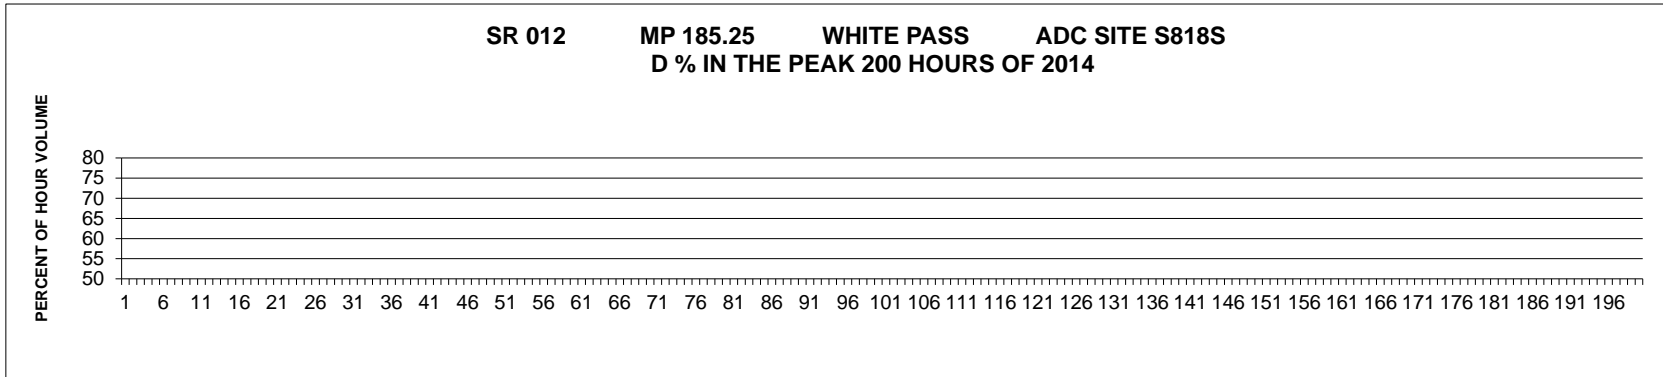 SR 012 MP 185.25 WHITE PASS ADC SITE S818S
D % IN THE PEAK 200 HOURS OF 2014
PERCENT OF HOUR VOLUME
80
75
70
65
60
55
50
1 6 11 16 21 26 31 36 41 46 51 56 61 66 71 76 81 86 91 96 101 106 111 116 121 126 131 136 141 146 151 156 161 166 171 176 181 186 191 196